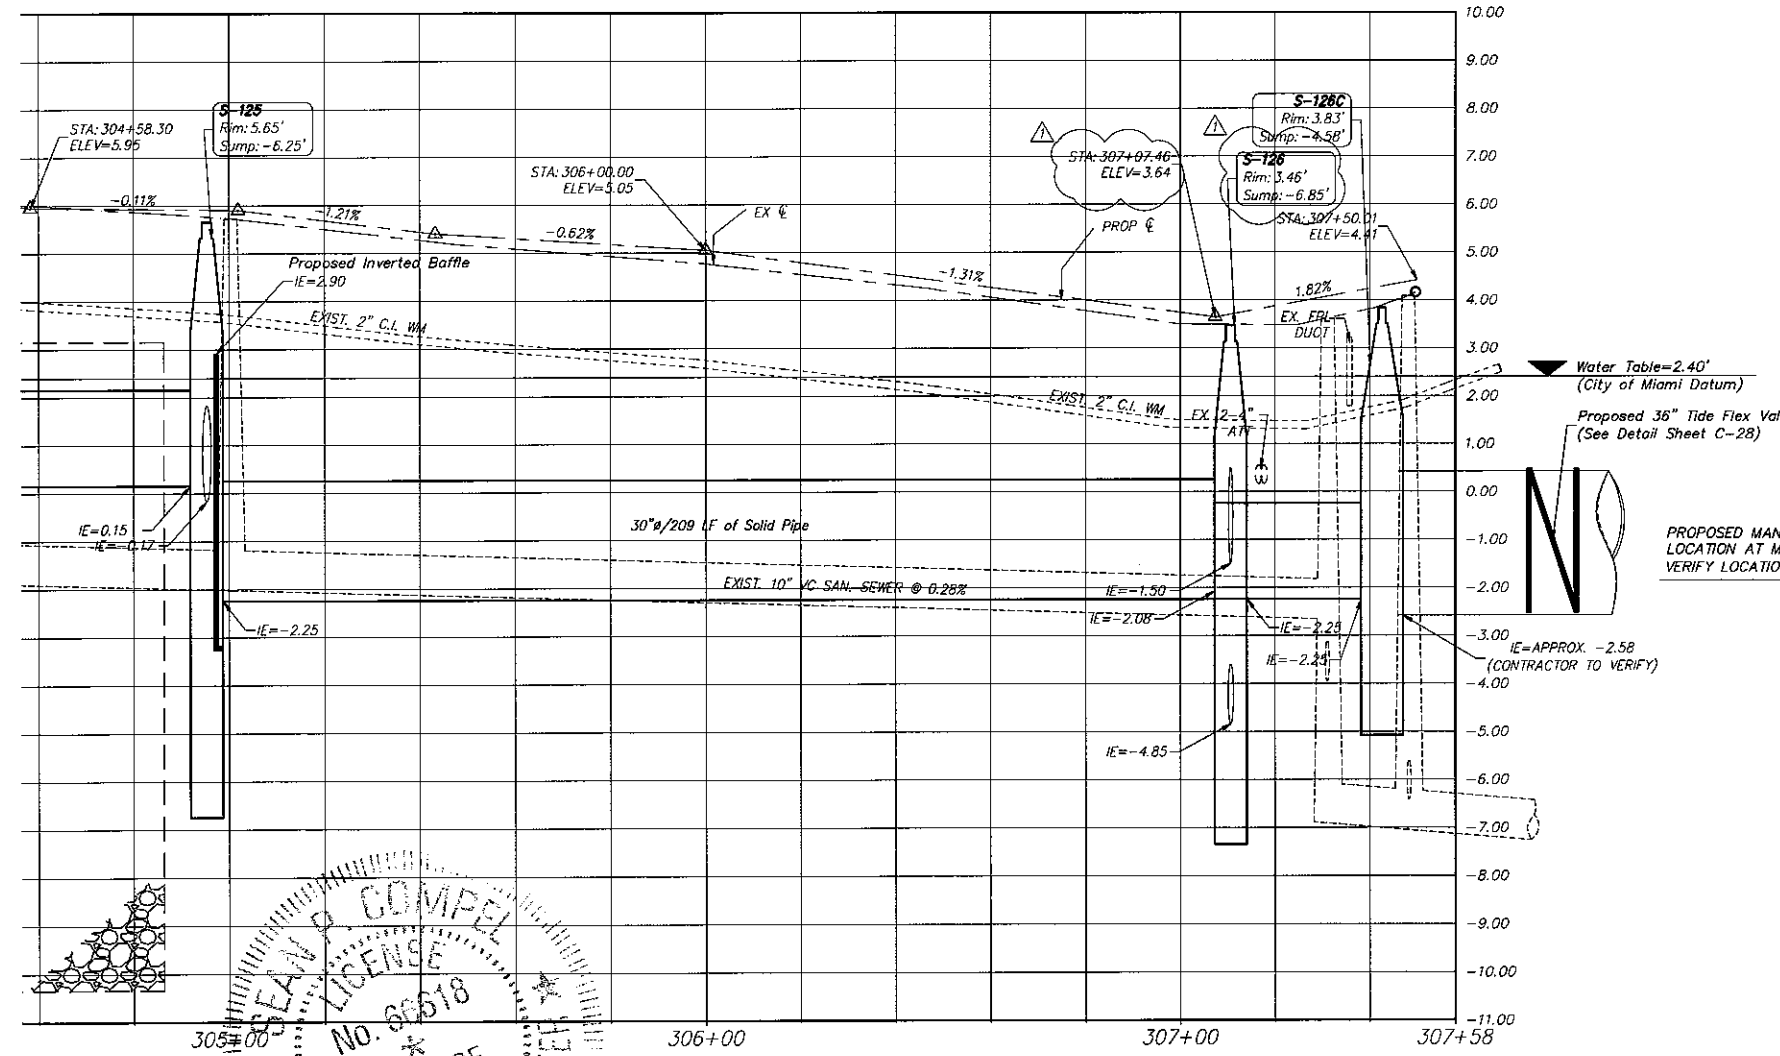 10.00
9.00
8.00
7.00
6.00
5.00
4.00
3.00
2.00
1.00
0.00
-1.00
-2.00
-3.00
-4.00
-5.00
-6.00
-7.00
-8.00
-9.00
-10.00
-11.00
STA: 304+58.30
ELEV=5.95
S-125
Rim: 5.65'
Sump: -6.25'
-0.11%
-1.21%
-0.62%
STA: 306+00.00
ELEV=5.05
EX ℄
STA: 307+07.46
ELEV=3.64
PROP ℄
1
1
S-126C
Rim: 3.83'
Sump: -4.58'
S-126
Rim: 3.46'
Sump: -6.85'
STA: 307+50.01
ELEV=4.41
-1.31%
1.82%
Proposed Inverted Baffle
IE=2.90
EXIST. 2" C.I. WM
EXIST. 2" C.I. WM
EX. FPL
DUCT
EX 2-4"
ATT
Water Table=2.40'
(City of Miami Datum)
Proposed 36" Tide Flex Val
(See Detail Sheet C-28)
PROPOSED MAN
LOCATION AT M
VERIFY LOCATIO
IE=0.15
IE=-0.17
30"ø/209 LF of Solid Pipe
EXIST. 10" VC SAN. SEWER @ 0.28%
IE=-2.25
IE=-1.50
IE=-2.08
IE=-2.25
IE=-2.25
IE=-4.85
IE=APPROX. -2.58
(CONTRACTOR TO VERIFY)
SEAN P. COMPEL
LICENSE
No. 66618
305+00
306+00
307+00
307+58